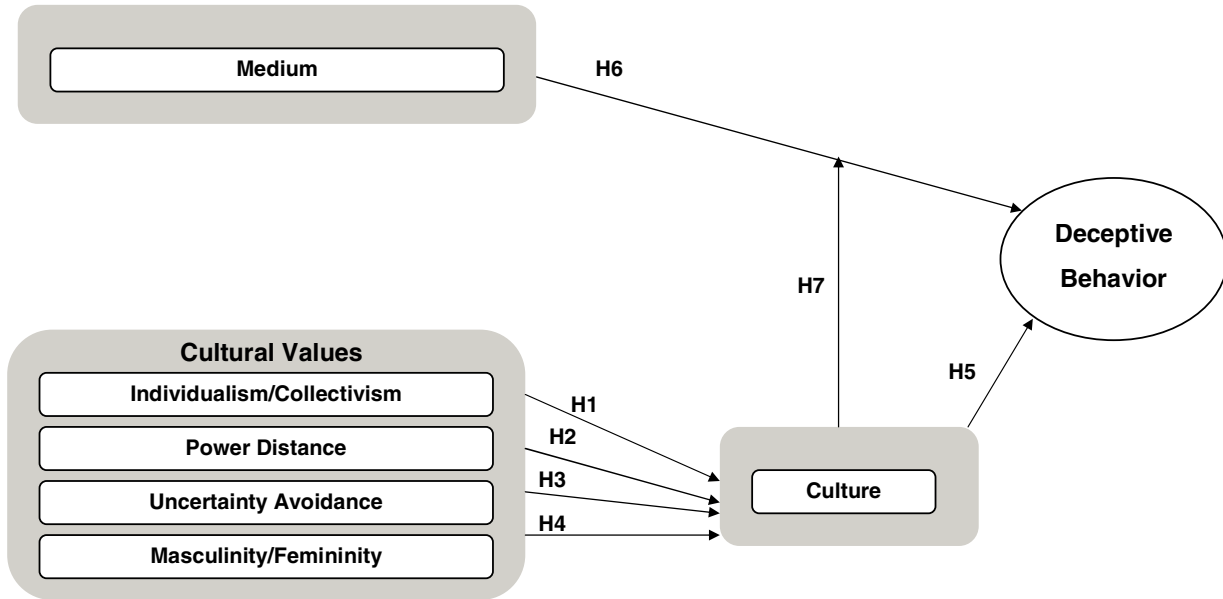 Medium
H6
Deceptive
Behavior
H7
Cultural Values
Individualism/Collectivism
Power Distance
Uncertainty Avoidance
Masculinity/Femininity
H1
H2
H3
H4
H5
Culture